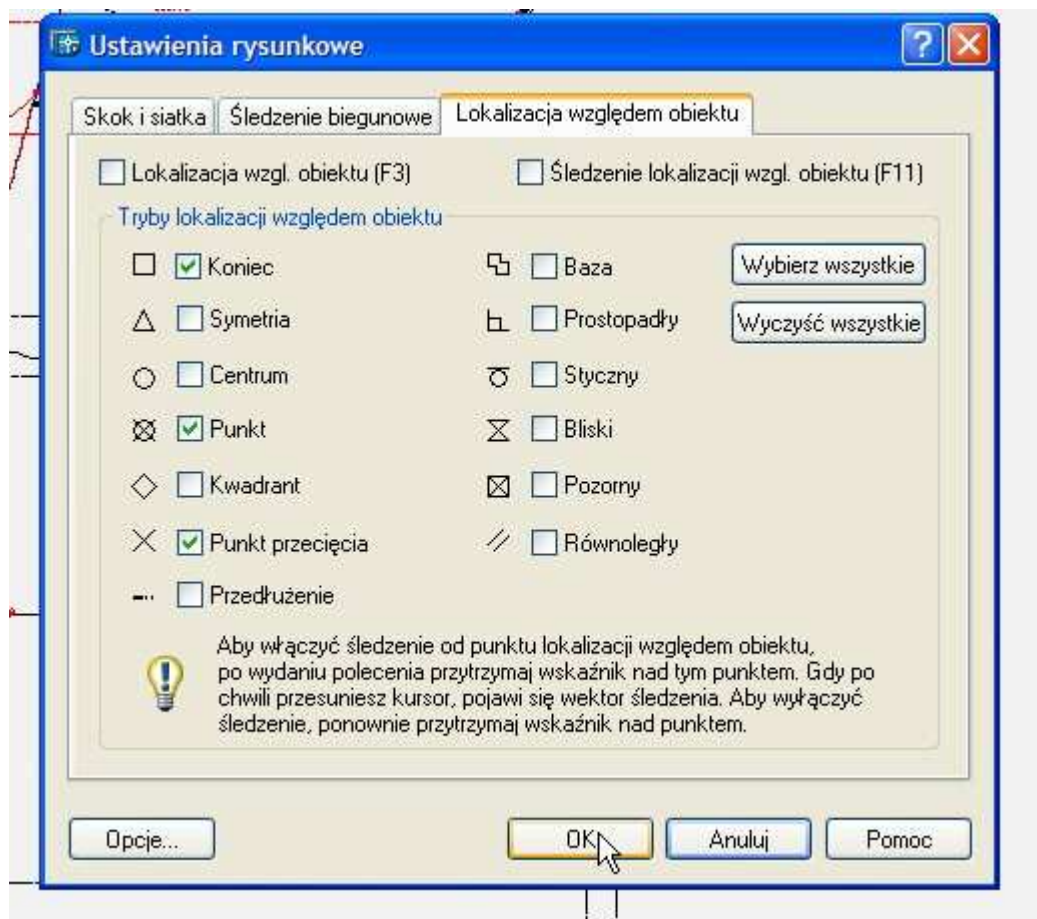 Ustawienia rysunkowe
Skok i siatka Śledzenie biegunowe Lokalizacja względem obiektu
Lokalizacja wzgl. obiektu (F3) Śledzenie lokalizacji wzgl. obiektu (F11)
Tryby lokalizacji względem obiektu
Koniec Baza Wybierz wszystkie
Symetria Prostopadły Wyczyść wszystkie
Centrum Styczny
Punkt Bliski
Kwadrant Pozorny
Punkt przecięcia Równoległy
Przedłużenie
Aby włączyć śledzenie od punktu lokalizacji względem obiektu,
po wydaniu polecenia przytrzymaj wskaźnik nad tym punktem. Gdy po
chwili przesuniesz kursor, pojawi się wektor śledzenia. Aby wyłączyć
śledzenie, ponownie przytrzymaj wskaźnik nad punktem.
Opcje... OK Anuluj Pomoc